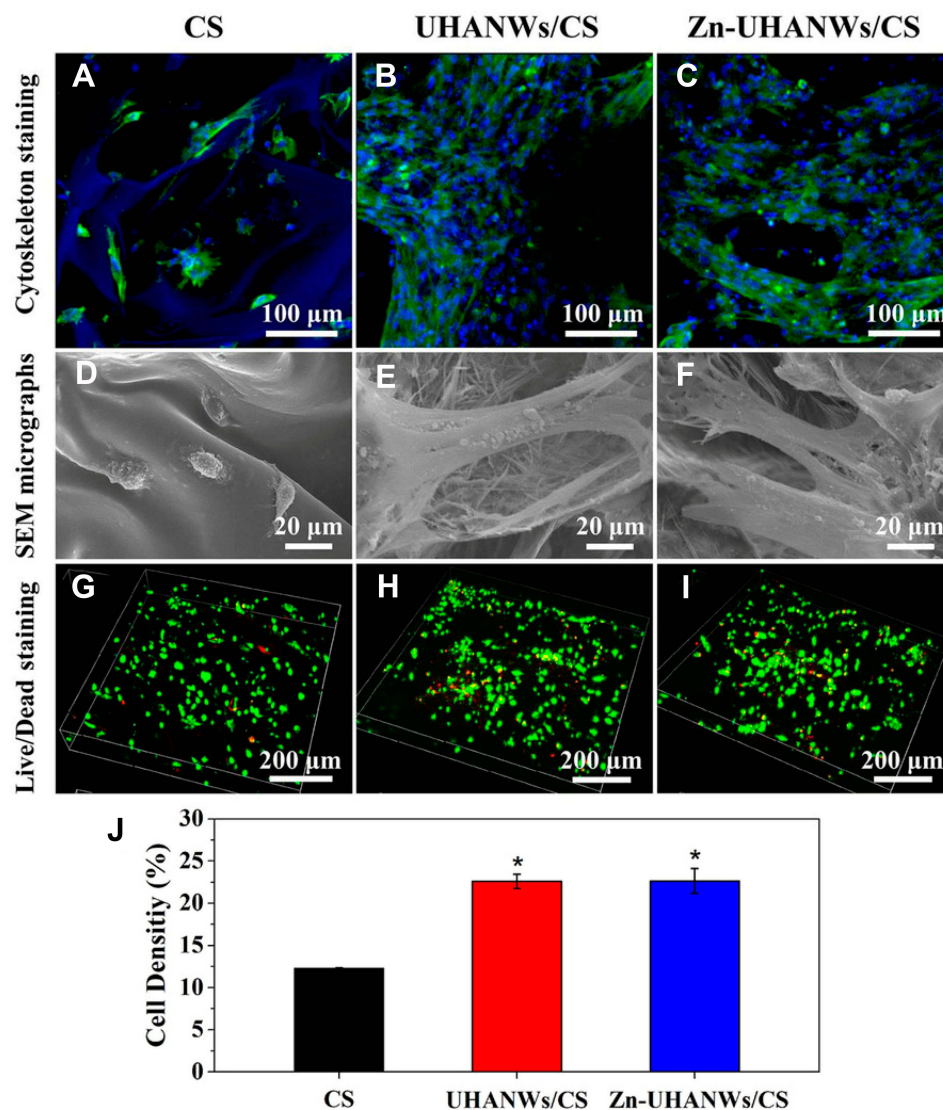 CS UHANWs/CS Zn-UHANWs/CS
Cytoskeleton staining
A B C
100 µm 100 µm 100 µm
SEM micrographs
D E F
20 µm 20 µm 20 µm
Live/Dead staining
G H I
200 µm 200 µm 200 µm
J
Cell Densitiy (%)
30
25
20
15
10
5
0
* *
CS UHANWs/CS Zn-UHANWs/CS